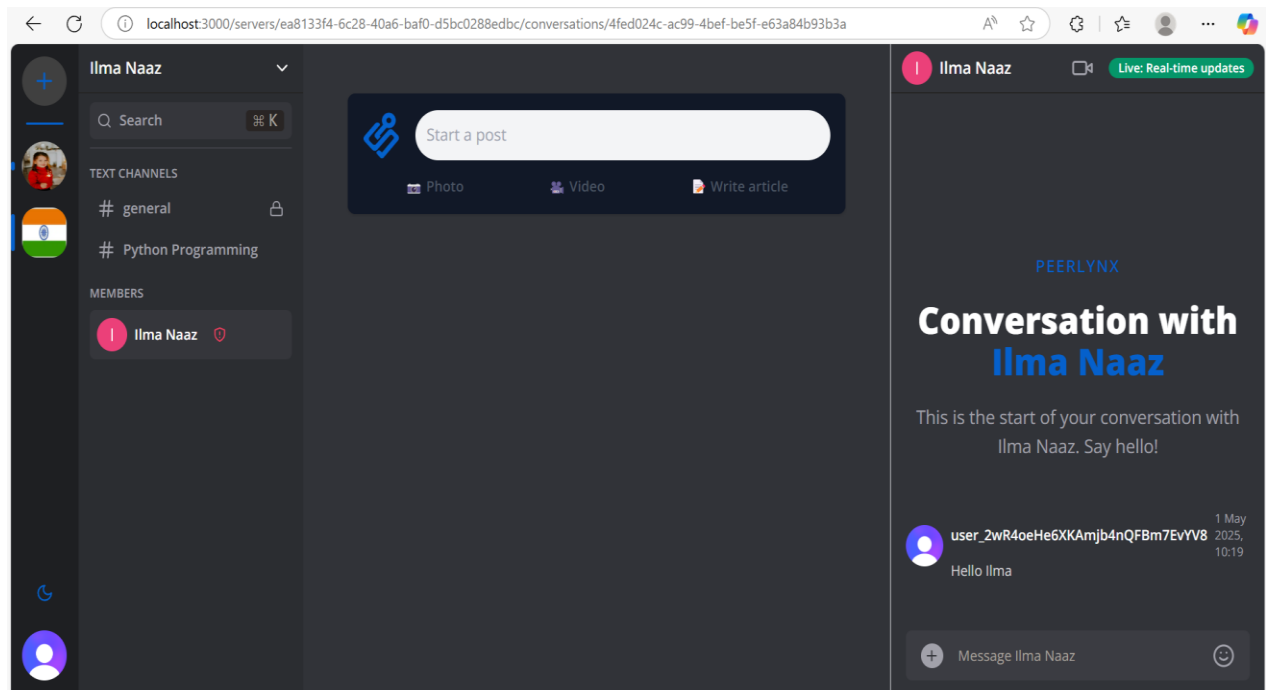 localhost:3000/servers/ea8133f4-6c28-40a6-baf0-d5bc0288edbc/conversations/4fed024c-ac99-4bef-be5f-e63a84b93b3a
Ilma Naaz
Search ⌘ K
TEXT CHANNELS
# general
# Python Programming
MEMBERS
I Ilma Naaz
Start a post
Photo Video Write article
I Ilma Naaz Live: Real-time updates
PEERLYNX
Conversation with
Ilma Naaz
This is the start of your conversation with
Ilma Naaz. Say hello!
user_2wR4oeHe6XKAmjb4nQFBm7EvYV8 1 May
2025,
10:19
Hello Ilma
Message Ilma Naaz